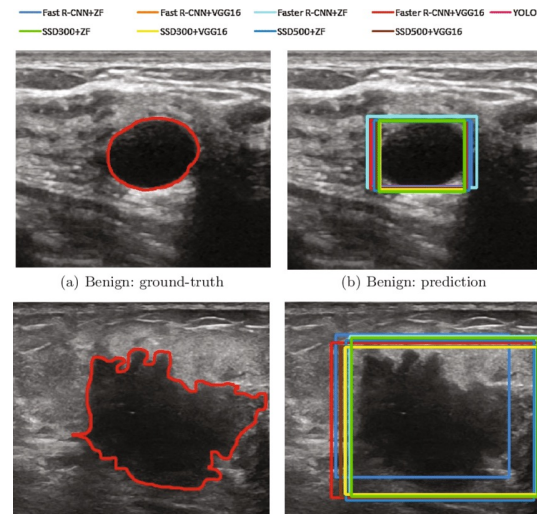 Fast R-CNN+ZF Fast R-CNN+VGG16 Faster R-CNN+ZF Faster R-CNN+VGG16 YOLO
SSD300+ZF SSD300+VGG16 SSD500+ZF SSD500+VGG16
(a) Benign: ground-truth (b) Benign: prediction